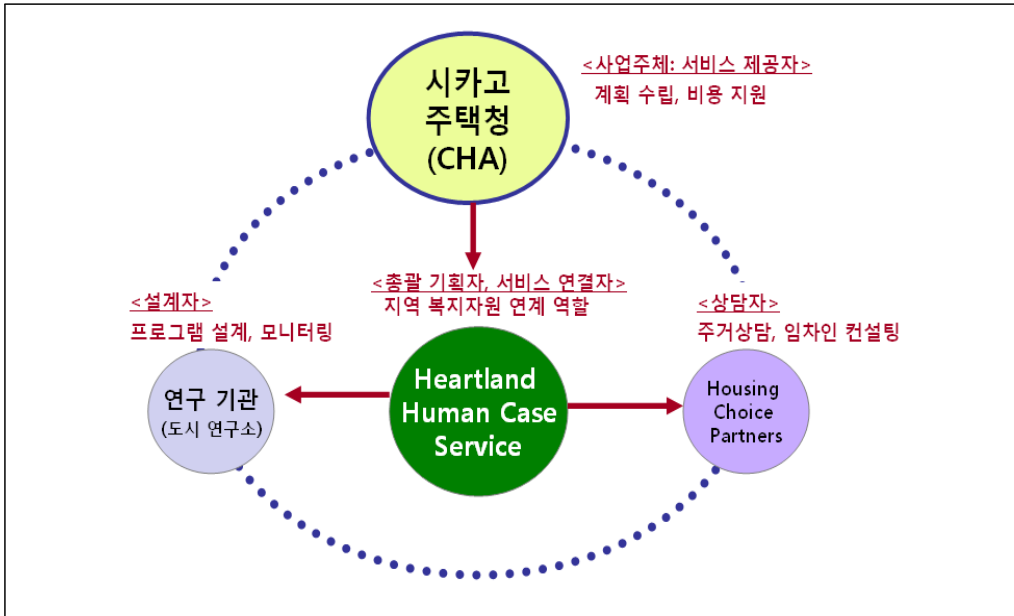 시카고
주택청
(CHA)
<사업주체: 서비스 제공자>
계획 수립, 비용 지원
<총괄 기획자, 서비스 연결자>
지역 복지자원 연계 역할
<설계자>
프로그램 설계, 모니터링
<상담자>
주거상담, 임차인 컨설팅
연구 기관
(도시 연구소)
Heartland
Human Case
Service
Housing
Choice
Partners